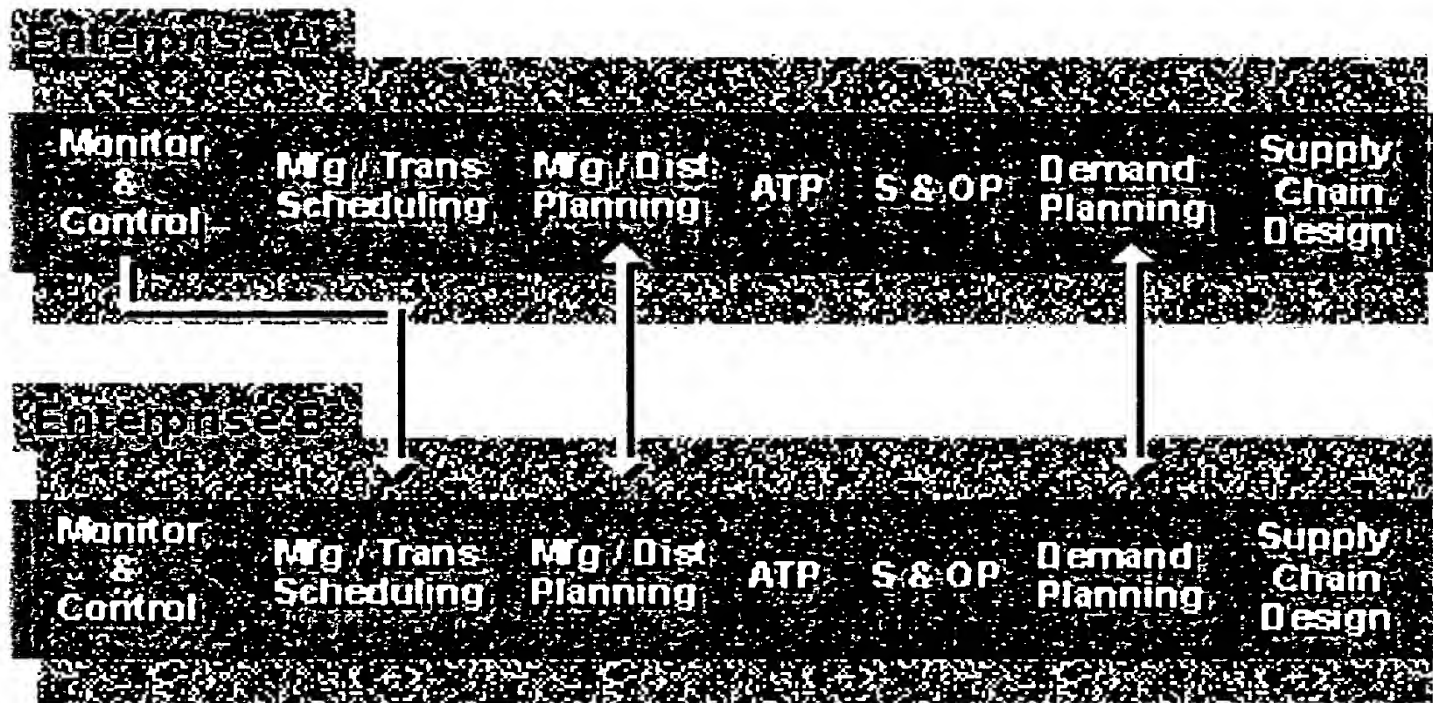 Enterprise A
Monitor
&
Control
Mfg / Trans
Scheduling
Mfg / Dist
Planning
ATP
S & OP
Demand
Planning
Supply
Chain
Design
Enterprise B
Monitor
&
Control
Mfg / Trans
Scheduling
Mfg / Dist
Planning
ATP
S & OP
Demand
Planning
Supply
Chain
Design